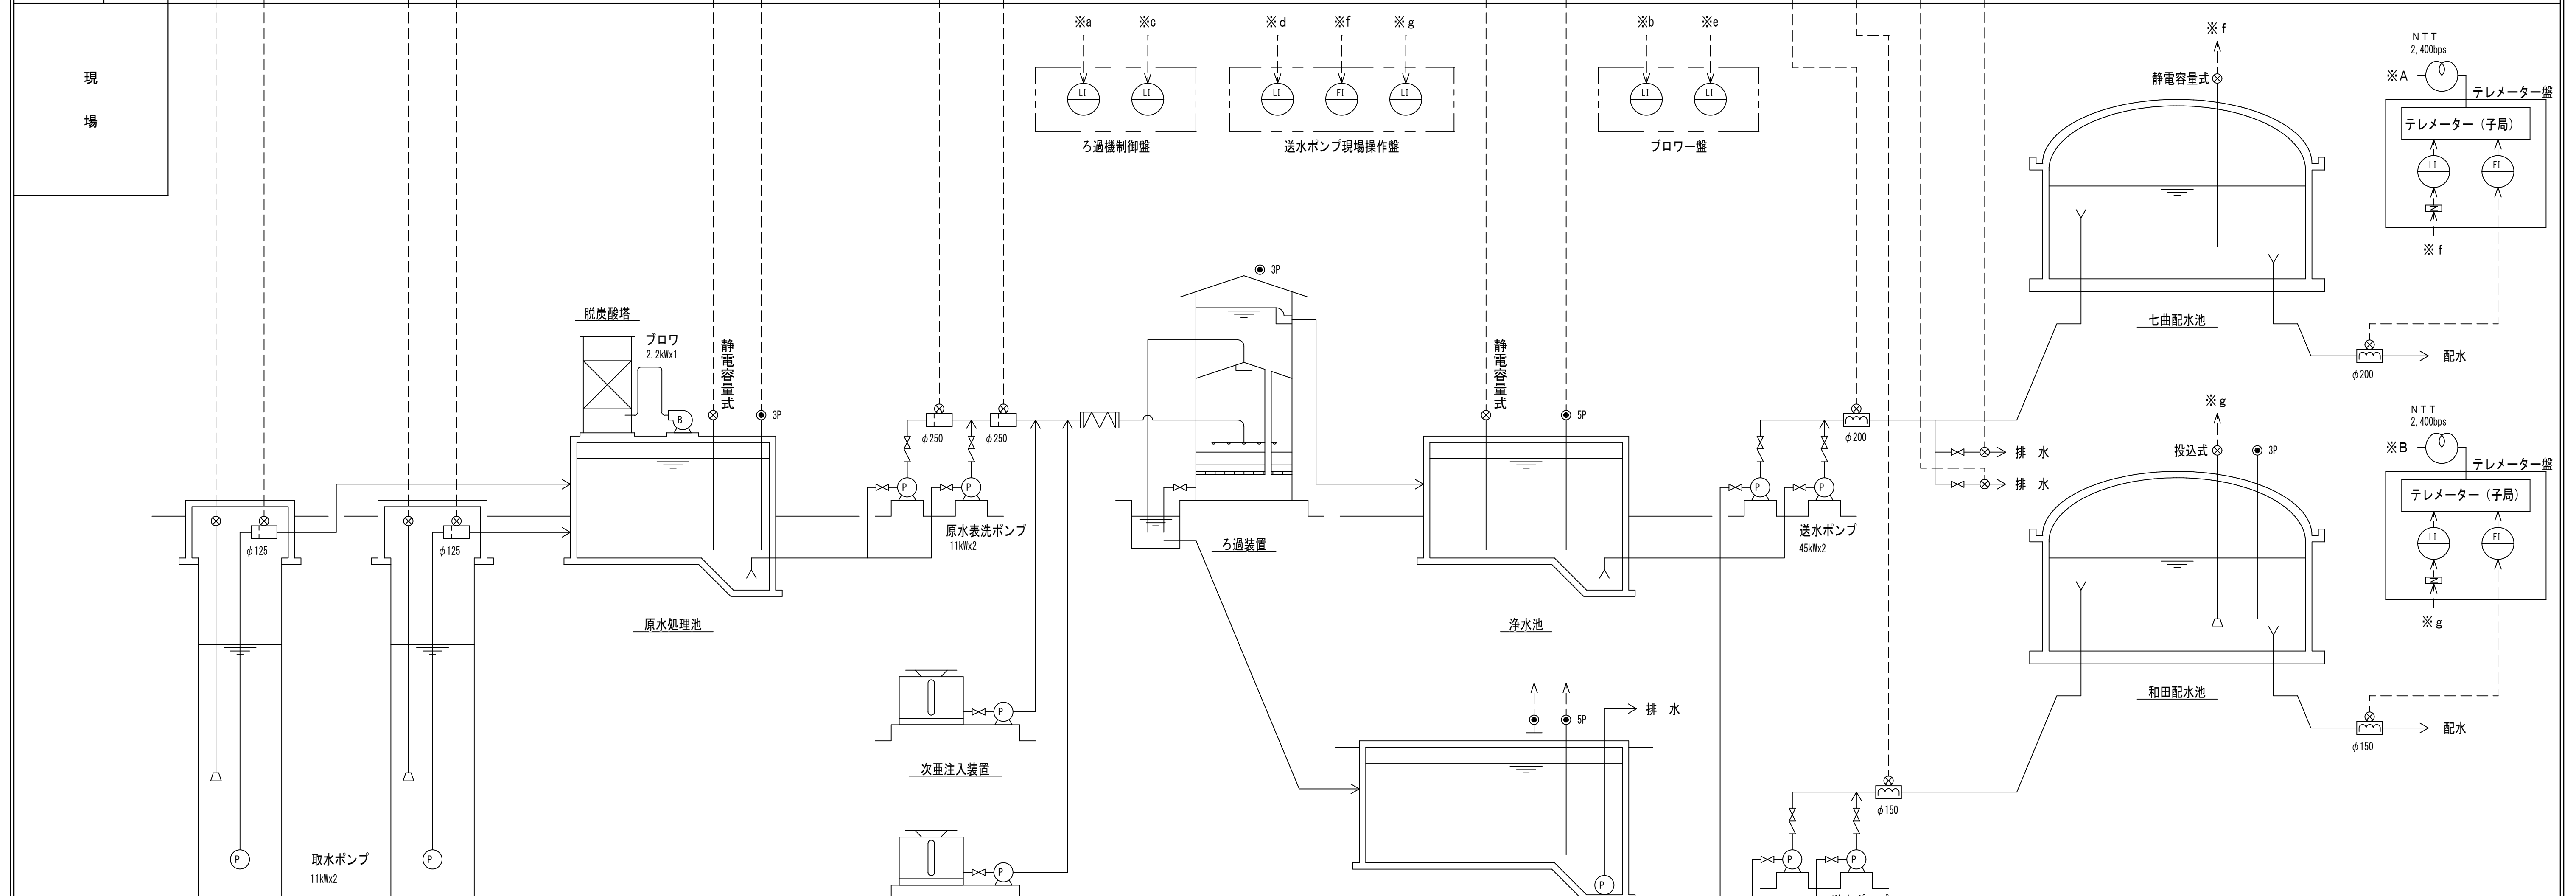 現
場
※a
※c
※d
※f
※g
※b
※e
LI
LI
LI
FI
LI
LI
LI
ろ過機制御盤
送水ポンプ現場操作盤
ブロワー盤
※f
静電容量式
NTT
2,400bps
※A
テレメーター盤
テレメーター(子局)
LI
FI
※f
七曲配水池
φ200
配水
脱炭酸塔
ブロワ
2.2kWx1
B
静電容量式
3P
φ250
φ250
3P
静電容量式
5P
φ200
排 水
排 水
P
P
原水表洗ポンプ
11kWx2
ろ過装置
P
P
送水ポンプ
45kWx2
φ125
φ125
原水処理池
浄水池
※g
投込式
3P
NTT
2,400bps
※B
テレメーター盤
テレメーター(子局)
LI
FI
※g
和田配水池
φ150
配水
P
次亜注入装置
5P
排 水
φ150
P
P
取水ポンプ
11kWx2
P
P
P
P